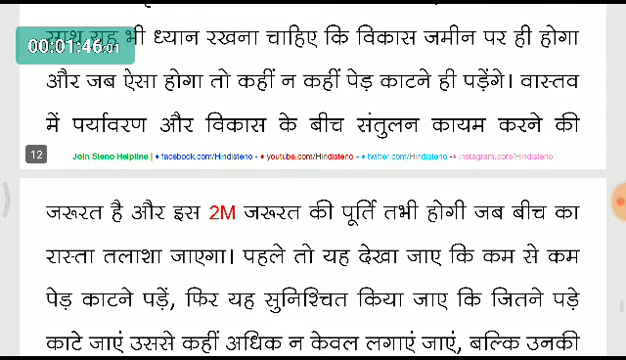 00:01:46.01
यह भी ध्यान रखना चाहिए कि विकास जमीन पर ही होगा
और जब ऐसा होगा तो कहीं न कहीं पेड़ काटने ही पड़ेंगे। वास्तव
में पर्यावरण और विकास के बीच संतुलन कायम करने की
12 Join Steno Helpline | ♦ facebook.com/Hindisteno - ♦ youtube.com/Hindisteno - ♦ twitter.com/Hindisteno -♦ instagram.com/Hindisteno
जरूरत है और इस 2M जरूरत की पूर्ति तभी होगी जब बीच का
रास्ता तलाशा जाएगा। पहले तो यह देखा जाए कि कम से कम
पेड़ काटने पड़ें, फिर यह सुनिश्चित किया जाए कि जितने पड़े
काटे जाएं उससे कहीं अधिक न केवल लगाएं जाएं, बल्कि उनकी